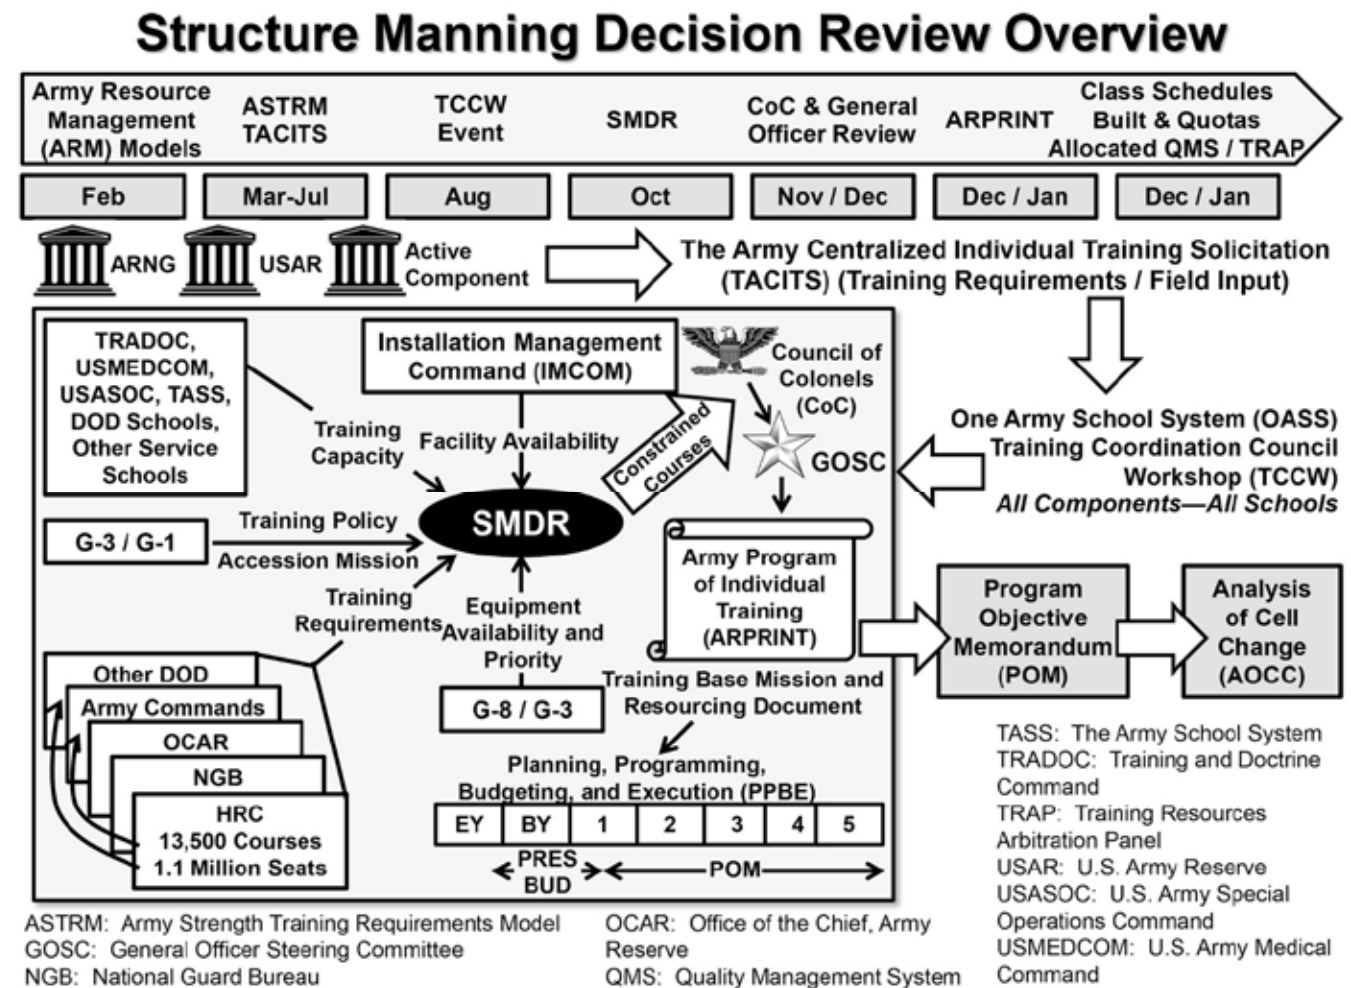 Structure Manning Decision Review Overview
Army Resource
Management
(ARM) Models
ASTRM
TACITS
TCCW
Event
SMDR
CoC & General
Officer Review
ARPRINT
Class Schedules
Built & Quotas
Allocated QMS / TRAP
Feb
Mar-Jul
Aug
Oct
Nov / Dec
Dec / Jan
Dec / Jan
ARNG
USAR
Active
Component
The Army Centralized Individual Training Solicitation
(TACITS) (Training Requirements / Field Input)
TRADOC,
USMEDCOM,
USASOC, TASS,
DOD Schools,
Other Service
Schools
Installation Management
Command (IMCOM)
Council of
Colonels
(CoC)
Training
Capacity
Facility Availability
Constrained
Courses
GOSC
One Army School System (OASS)
Training Coordination Council
Workshop (TCCW)
All Components—All Schools
SMDR
G-3 / G-1
Training Policy
Accession Mission
Training
Requirements
Equipment
Availability and
Priority
G-8 / G-3
Army Program
of Individual
Training
(ARPRINT)
Program
Objective
Memorandum
(POM)
Analysis
of Cell
Change
(AOCC)
Training Base Mission and
Resourcing Document
Other DOD
Army Commands
OCAR
NGB
HRC
13,500 Courses
1.1 Million Seats
Planning, Programming,
Budgeting, and Execution (PPBE)
EY BY 1 2 3 4 5
PRES
BUD
POM
TASS: The Army School System
TRADOC: Training and Doctrine
Command
TRAP: Training Resources
Arbitration Panel
USAR: U.S. Army Reserve
USASOC: U.S. Army Special
Operations Command
USMEDCOM: U.S. Army Medical
Command
ASTRM: Army Strength Training Requirements Model
GOSC: General Officer Steering Committee
NGB: National Guard Bureau
OCAR: Office of the Chief, Army
Reserve
QMS: Quality Management System